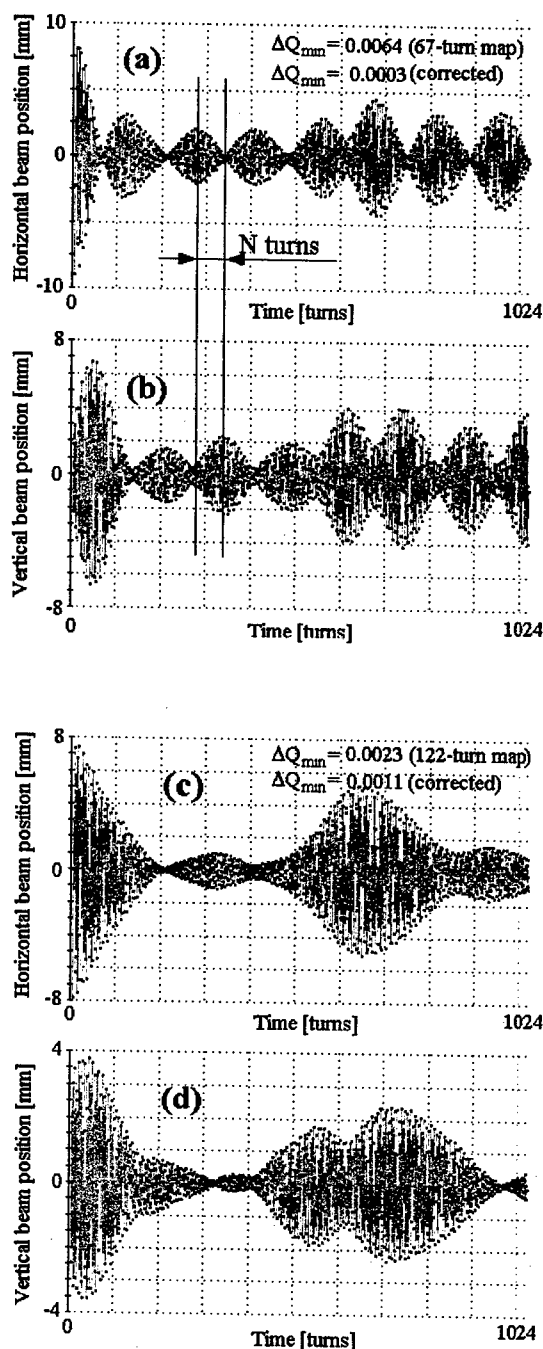 10
(a)
ΔQmin= 0.0064 (67-turn map)
ΔQmin= 0.0003 (corrected)
Horizontal beam position [mm]
0
N turns
-10
0
Time [turns]
1024
8
(b)
Vertical beam position [mm]
0
-8
0
Time [turns]
1024
8
ΔQmin= 0.0023 (122-turn map)
(c)
ΔQmin= 0.0011 (corrected)
Horizontal beam position [mm]
0
-8
0
Time [turns]
1024
4
(d)
Vertical beam position [mm]
0
-4
0
Time [turns]
1024